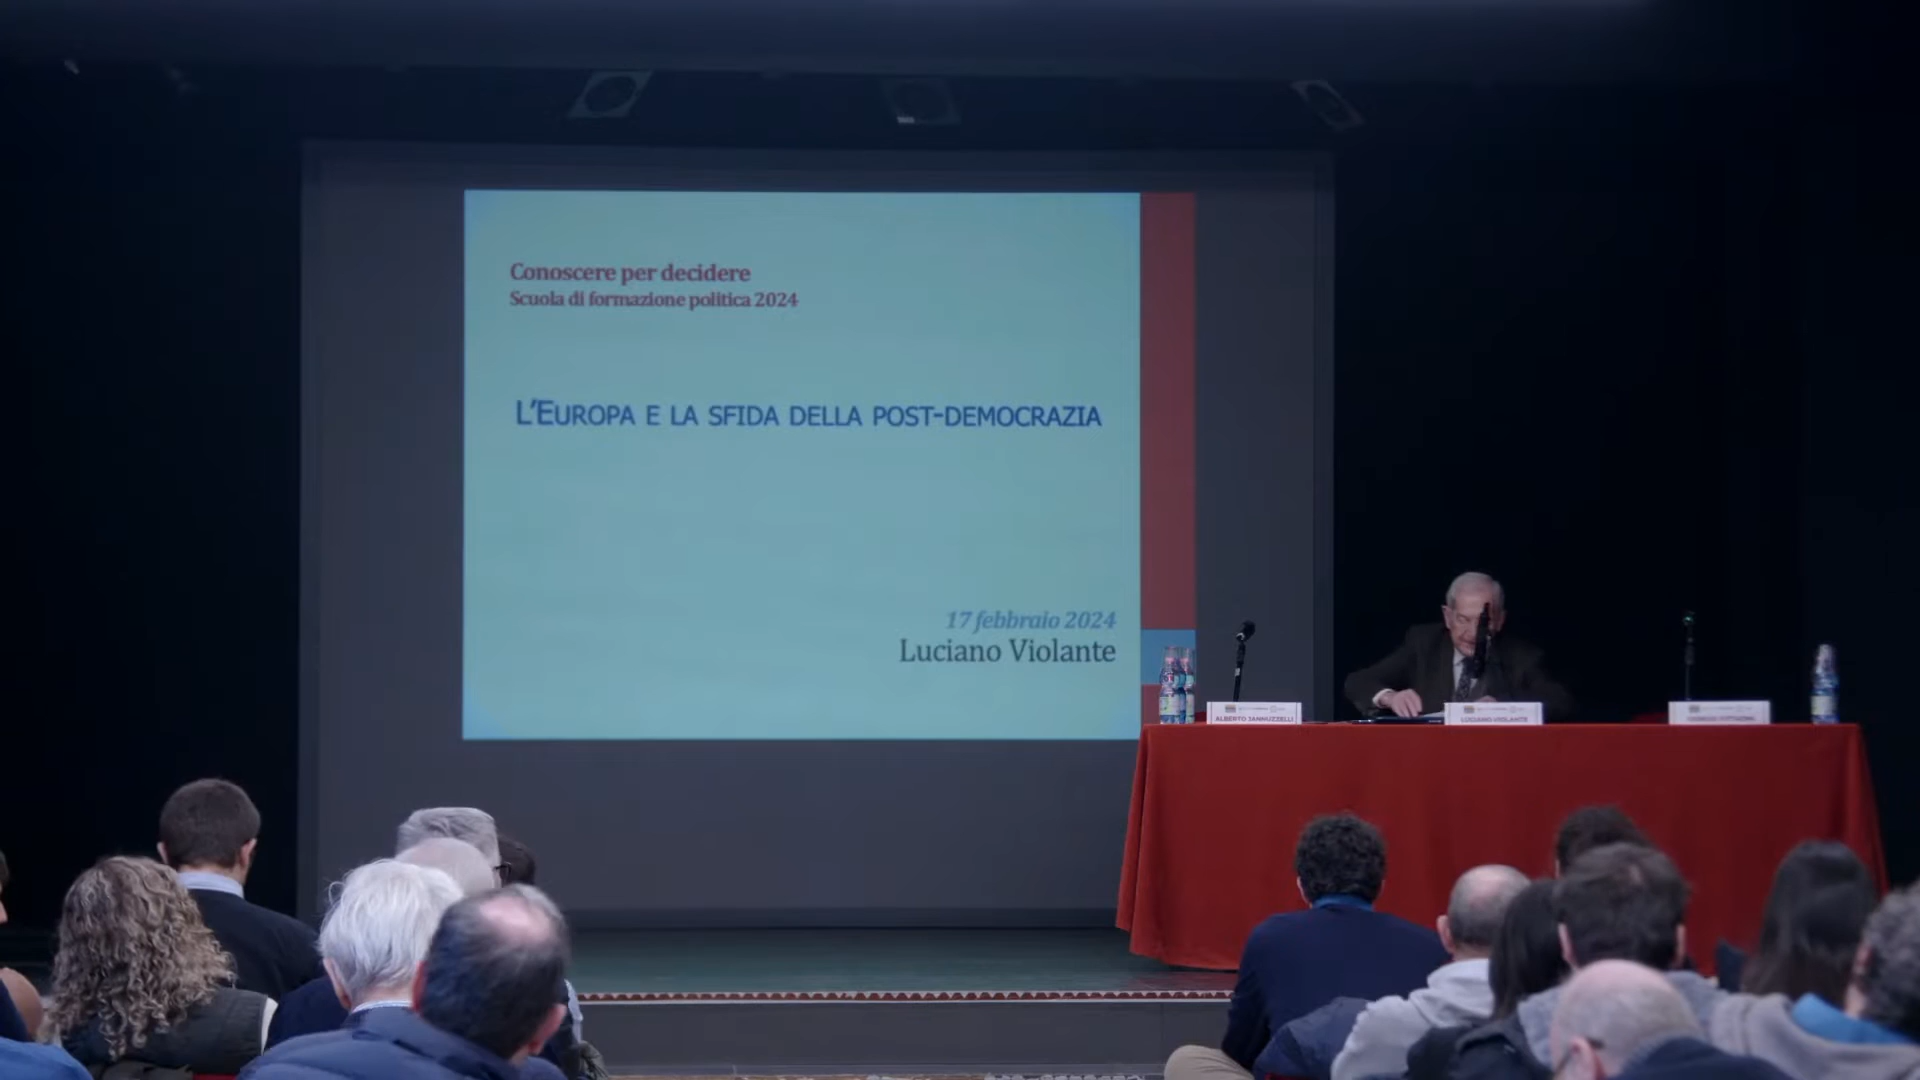 Conoscere per decidere
Scuola di formazione politica 2024
L'EUROPA E LA SFIDA DELLA POST-DEMOCRAZIA
17 febbraio 2024
Luciano Violante
ALBERTO JANNUZZELLI
LUCIANO VIOLANTE